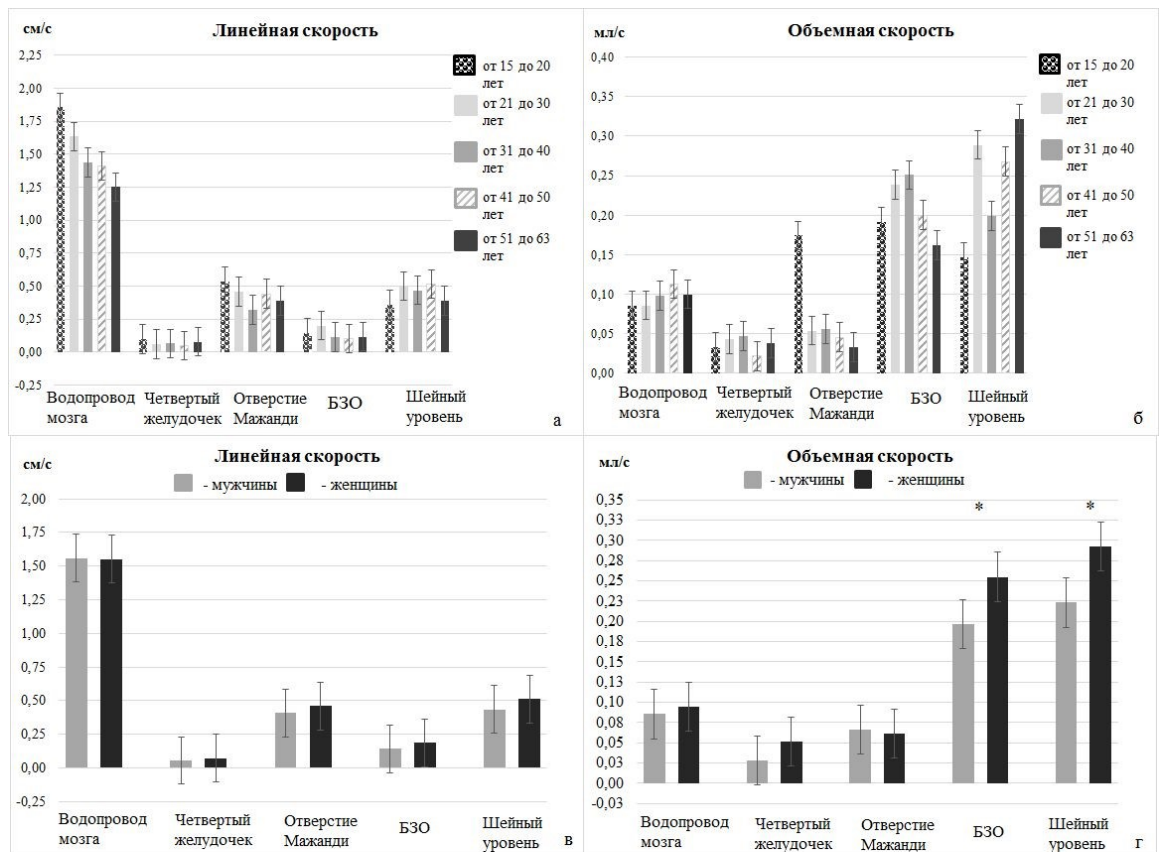 см/с
Линейная скорость
2,25
2,00
1,75
1,50
1,25
1,00
0,75
0,50
0,25
0,00
-0,25
от 15 до 20
лет
от 21 до 30
лет
от 31 до 40
лет
от 41 до 50
лет
от 51 до 63
лет
Водопровод
мозга
Четвертый
желудочек
Отверстие
Мажанди
БЗО
Шейный
уровень
а
мл/с
Объемная скорость
0,40
0,35
0,30
0,25
0,20
0,15
0,10
0,05
0,00
от 15 до 20
лет
от 21 до 30
лет
от 31 до 40
лет
от 41 до 50
лет
от 51 до 63
лет
Водопровод
мозга
Четвертый
желудочек
Отверстие
Мажанди
БЗО
Шейный
уровень
б
см/с
Линейная скорость
- мужчины - женщины
2,00
1,75
1,50
1,25
1,00
0,75
0,50
0,25
0,00
-0,25
Водопровод
мозга
Четвертый
желудочек
Отверстие
Мажанди
БЗО
Шейный
уровень
в
мл/с
Объемная скорость
- мужчины - женщины
0,35
0,33
0,30
0,28
0,25
0,23
0,20
0,18
0,15
0,13
0,10
0,08
0,05
0,03
0,00
-0,03
* *
Водопровод
мозга
Четвертый
желудочек
Отверстие
Мажанди
БЗО
Шейный
уровень
г